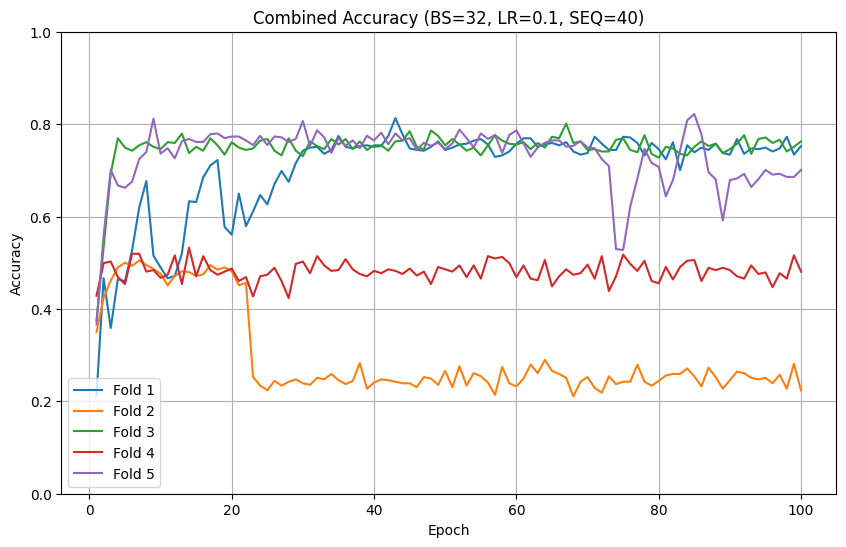 Combined Accuracy (BS=32, LR=0.1, SEQ=40)
1.0
0.8
0.6
0.4
0.2
0.0
Accuracy
Fold 1
Fold 2
Fold 3
Fold 4
Fold 5
0 20 40 60 80 100
Epoch